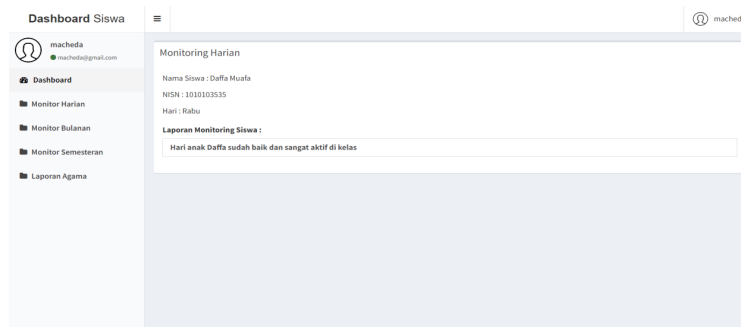 Dashboard Siswa
mached
macheda
macheda@gmail.com
Dashboard
Monitor Harian
Monitor Bulanan
Monitor Semesteran
Laporan Agama
Monitoring Harian
Nama Siswa : Daffa Muafa
NISN : 1010103535
Hari : Rabu
Laporan Monitoring Siswa :
Hari anak Daffa sudah baik dan sangat aktif di kelas